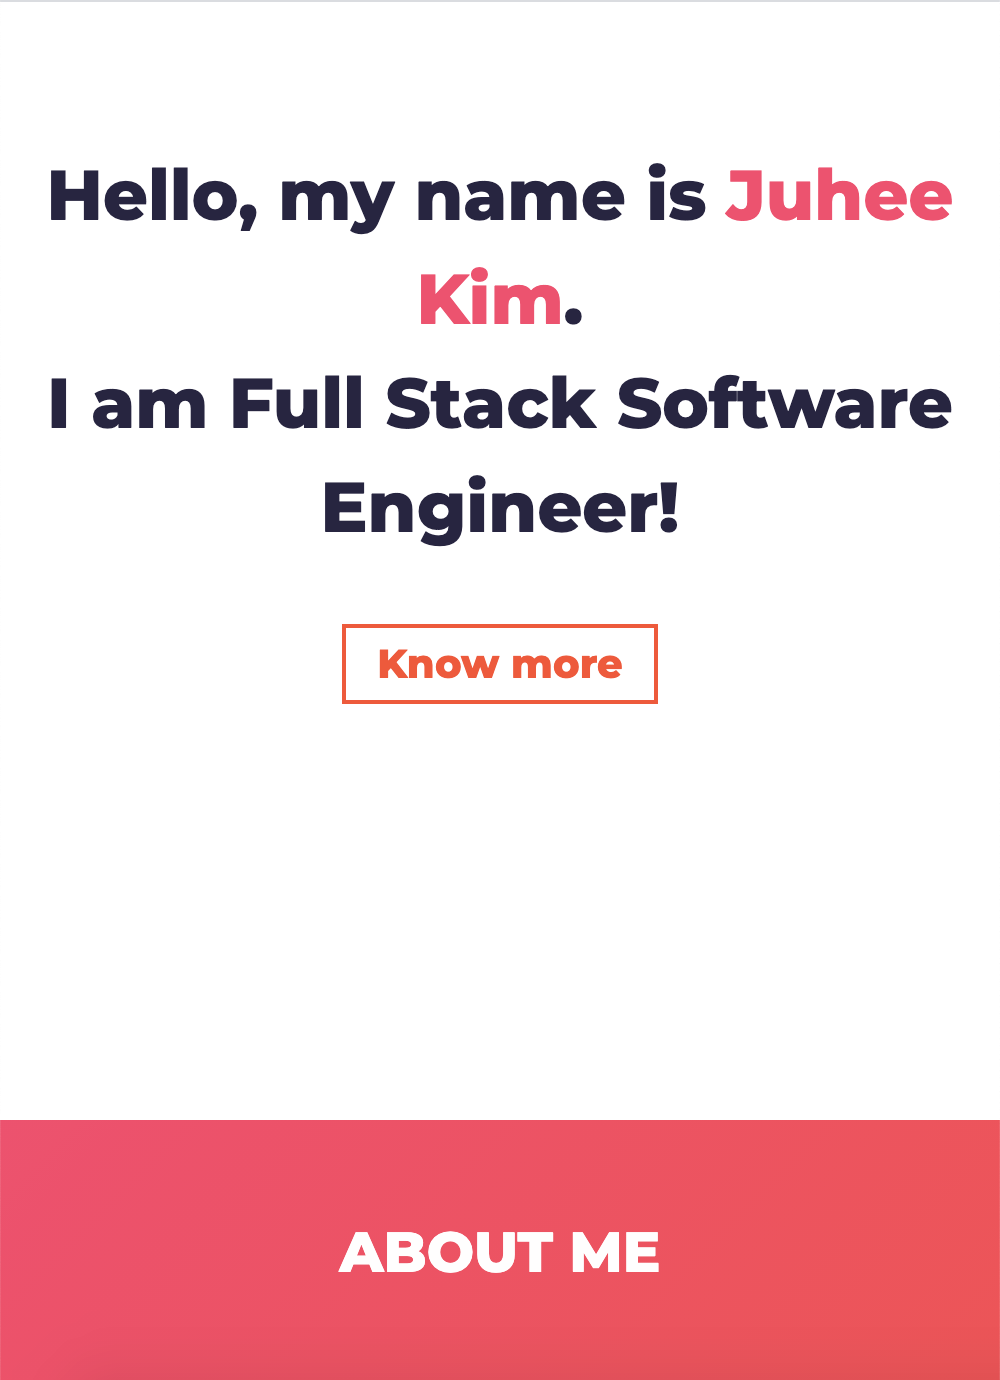 Hello, my name is Juhee
Kim.
I am Full Stack Software
Engineer!
Know more
ABOUT ME